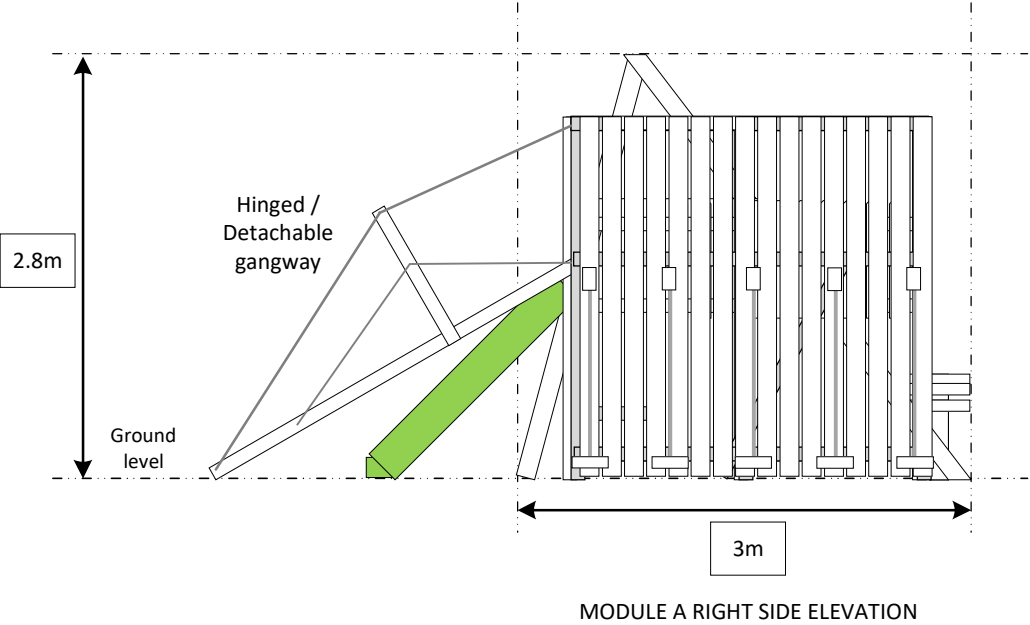 Hinged /
Detachable
gangway
2.8m
Ground
level
3m
MODULE A RIGHT SIDE ELEVATION